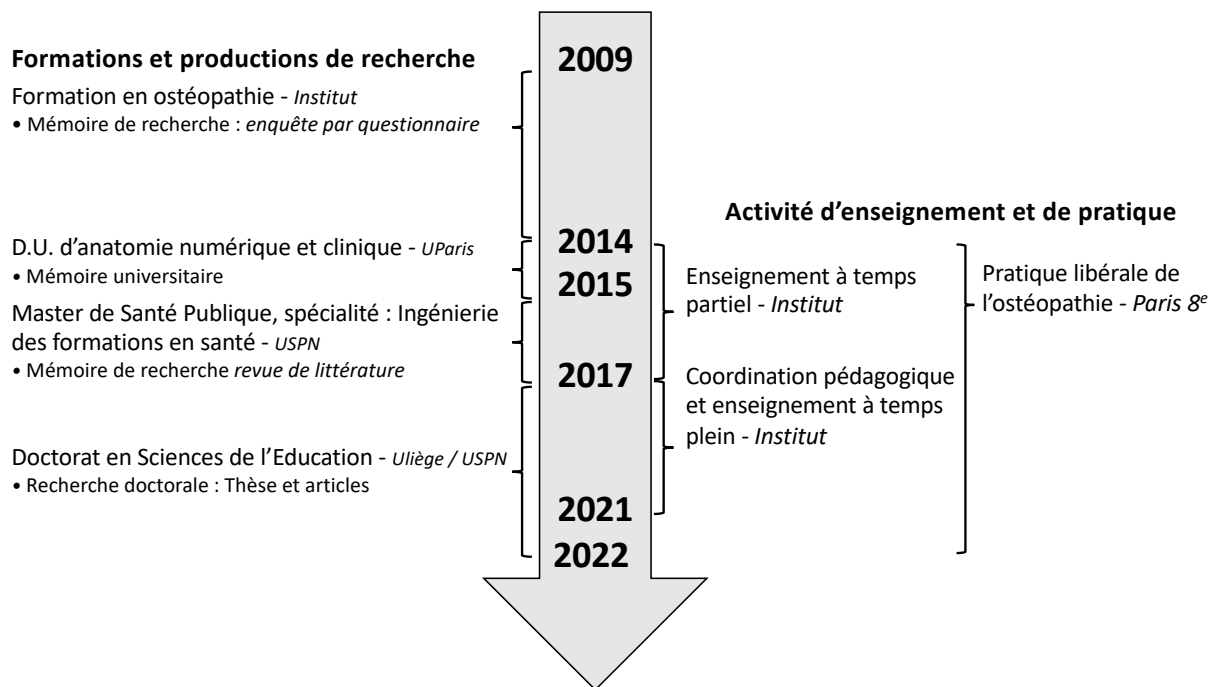 Formations et productions de recherche
Formation en ostéopathie - Institut
• Mémoire de recherche : enquête par questionnaire
D.U. d’anatomie numérique et clinique - UParis
• Mémoire universitaire
Master de Santé Publique, spécialité : Ingénierie
des formations en santé - USPN
• Mémoire de recherche revue de littérature
Doctorat en Sciences de l’Education - Uliège / USPN
• Recherche doctorale : Thèse et articles
2009
2014
2015
2017
2021
2022
Activité d’enseignement et de pratique
Enseignement à temps
partiel - Institut
Coordination pédagogique
et enseignement à temps
plein - Institut
Pratique libérale de
l’ostéopathie - Paris 8e